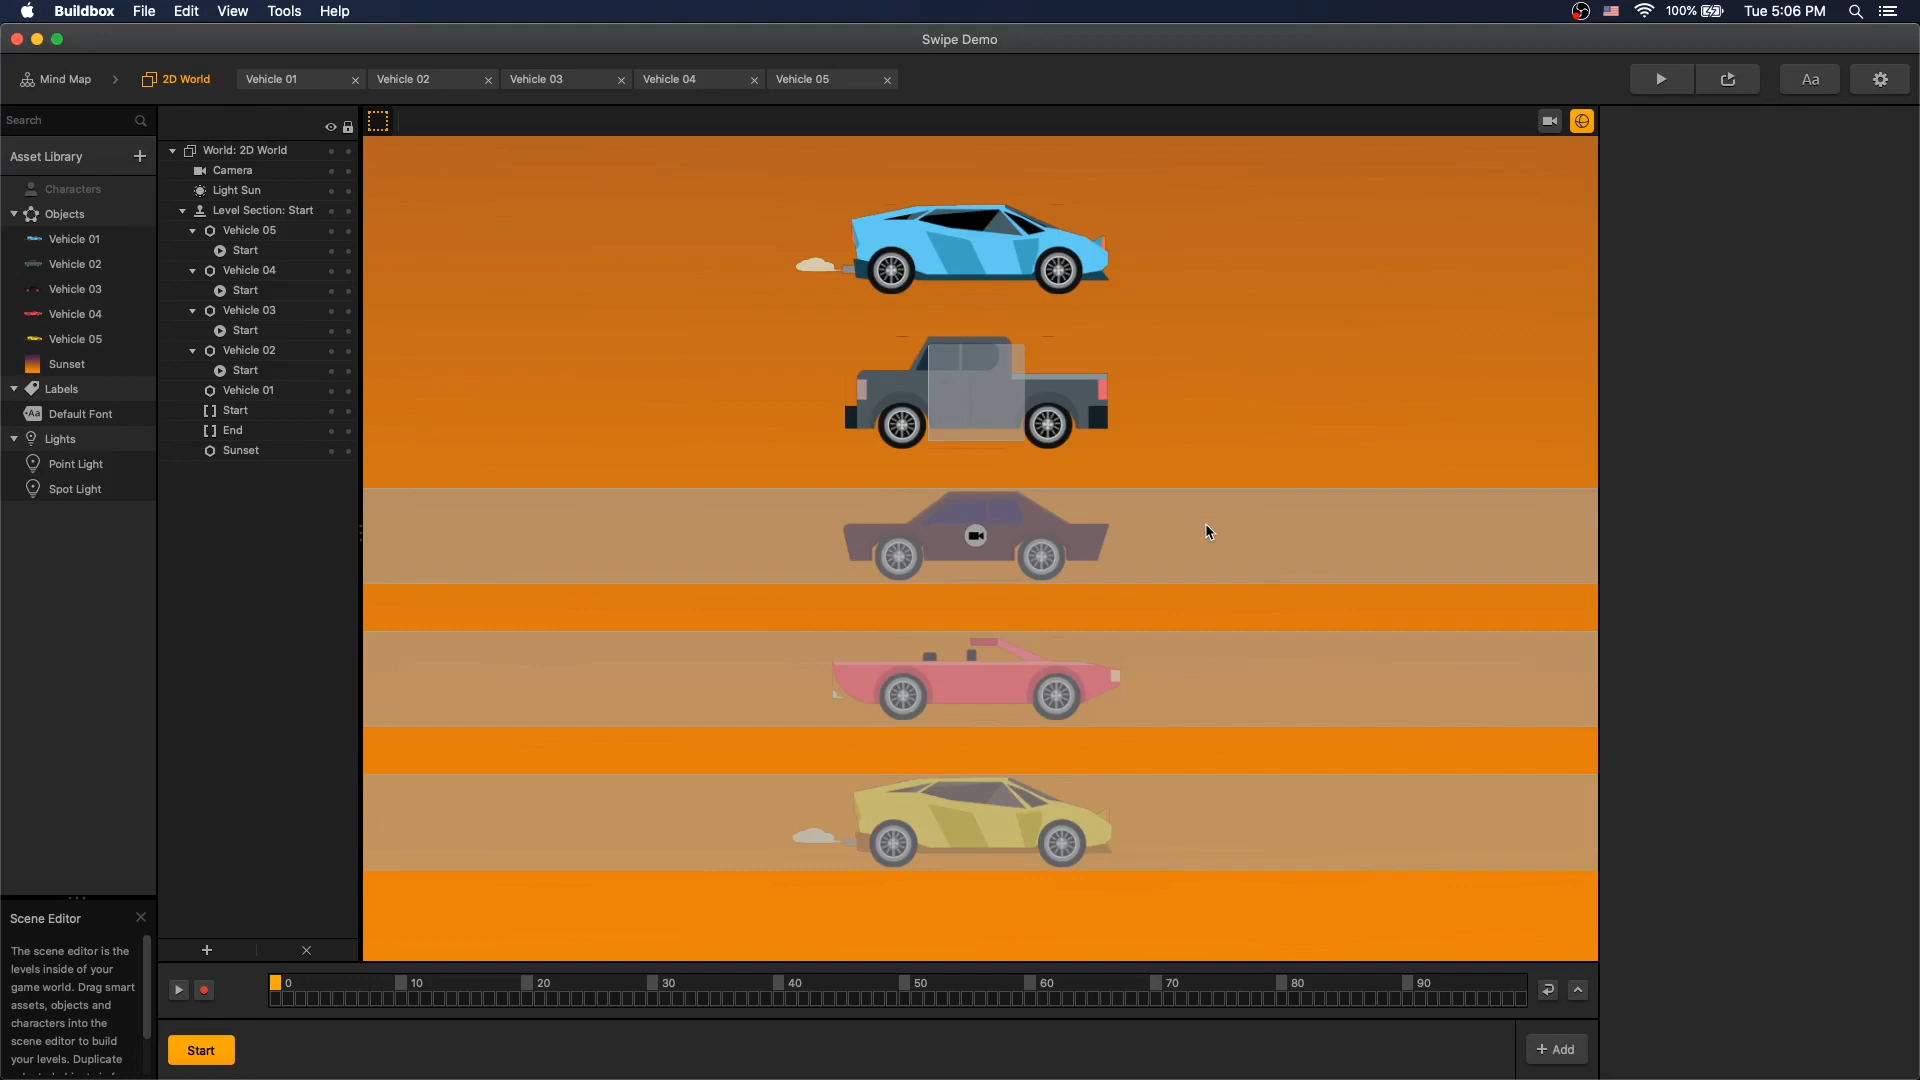 Buildbox File Edit View Tools Help
100% Tue 5:06 PM
Swipe Demo
Mind Map 2D World Vehicle 01 Vehicle 02 Vehicle 03 Vehicle 04 Vehicle 05
Aa
Search
Asset Library
Characters
Objects
Vehicle 01
Vehicle 02
Vehicle 03
Vehicle 04
Vehicle 05
Sunset
Labels
Aa Default Font
Lights
Point Light
Spot Light
World: 2D World
Camera
Light Sun
Level Section: Start
Vehicle 05
Start
Vehicle 04
Start
Vehicle 03
Start
Vehicle 02
Start
Vehicle 01
Start
End
Sunset
Scene Editor
The scene editor is the
levels inside of your
game world. Drag smart
assets, objects and
characters into the
scene editor to build
your levels. Duplicate
0 10 20 30 40 50 60 70 80 90
Start
+ Add